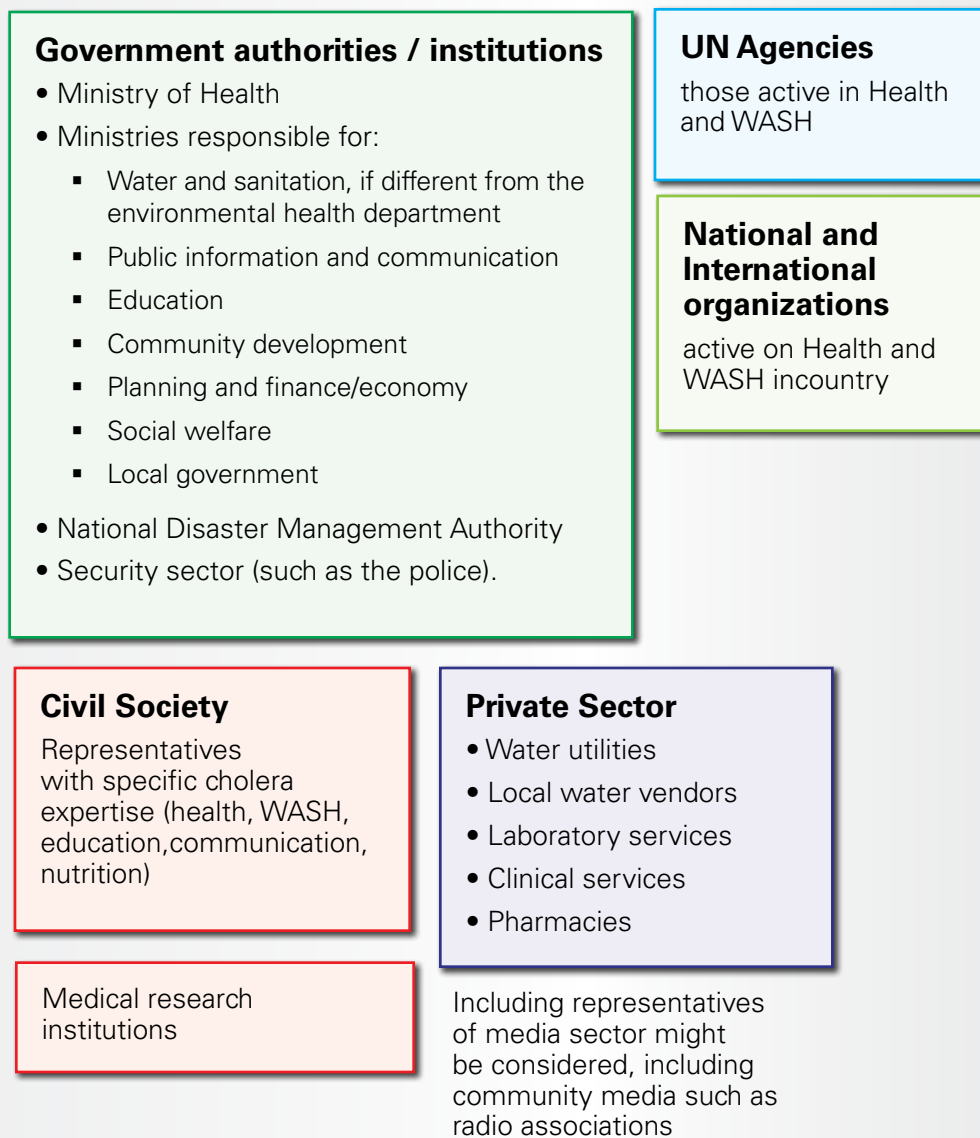 Government authorities / institutions
• Ministry of Health
• Ministries responsible for:
▪ Water and sanitation, if different from the
environmental health department
▪ Public information and communication
▪ Education
▪ Community development
▪ Planning and finance/economy
▪ Social welfare
▪ Local government
• National Disaster Management Authority
• Security sector (such as the police).
UN Agencies
those active in Health
and WASH
National and
International
organizations
active on Health and
WASH incountry
Civil Society
Representatives
with specific cholera
expertise (health, WASH,
education,communication,
nutrition)
Medical research
institutions
Private Sector
• Water utilities
• Local water vendors
• Laboratory services
• Clinical services
• Pharmacies
Including representatives
of media sector might
be considered, including
community media such as
radio associations